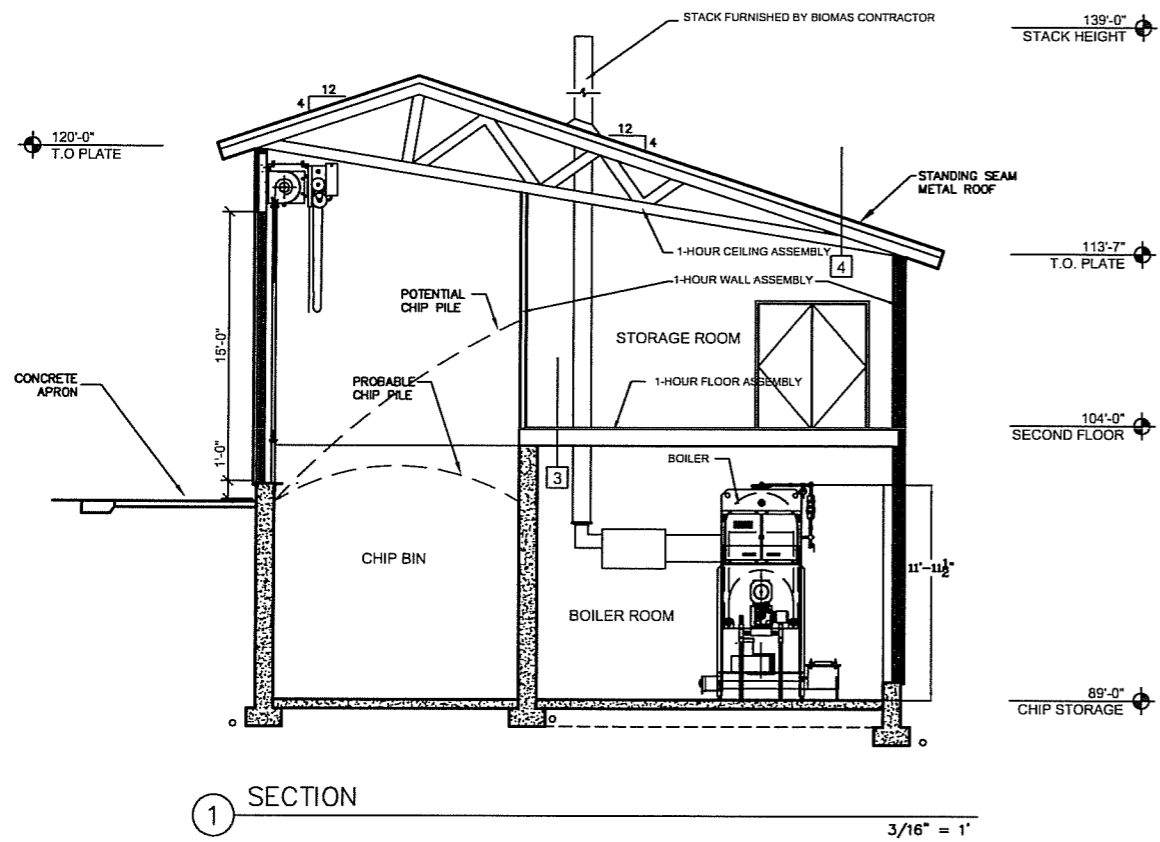 STACK FURNISHED BY BIOMAS CONTRACTOR
139'-0"
STACK HEIGHT
12
4
120'-0"
T.O PLATE
12
4
STANDING SEAM
METAL ROOF
1-HOUR CEILING ASSEMBLY
4
113'-7"
T.O. PLATE
1-HOUR WALL ASSEMBLY
POTENTIAL
CHIP PILE
15'-0"
STORAGE ROOM
CONCRETE
APRON
PROBABLE
CHIP PILE
1-HOUR FLOOR ASSEMBLY
104'-0"
SECOND FLOOR
1'-0"
3
BOILER
CHIP BIN
11'-11½"
BOILER ROOM
89'-0"
CHIP STORAGE
1
SECTION
3/16" = 1'